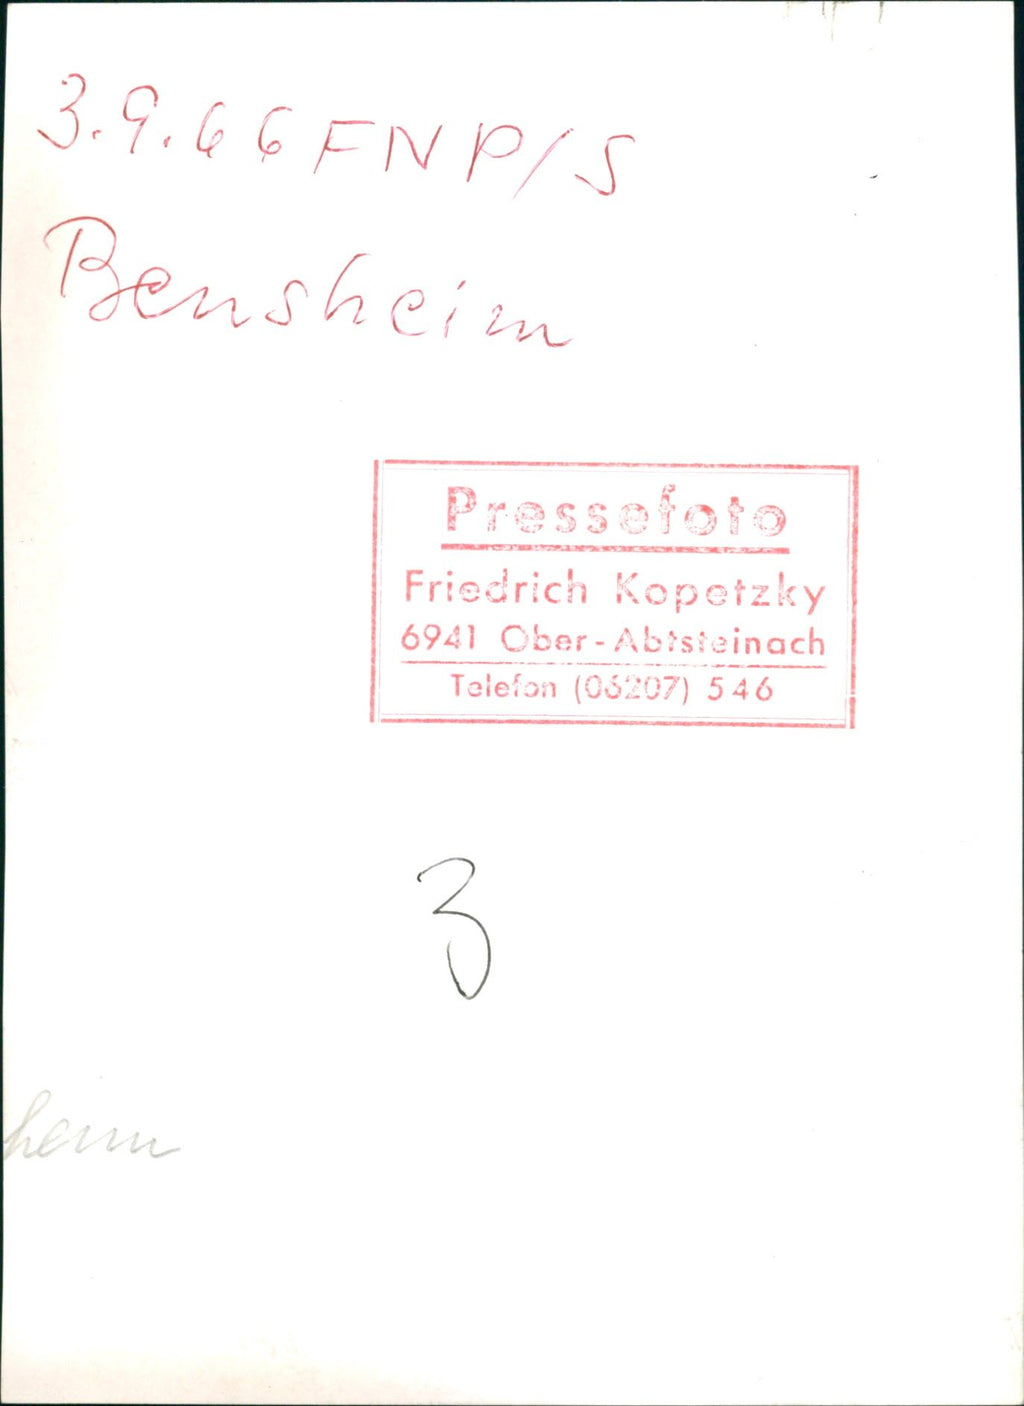 3.9.66 FNP/S
Bensheim
Pressefoto
Friedrich Kopetzky
6941 Ober-Abtsteinach
Telefon (06207) 546
3
heim